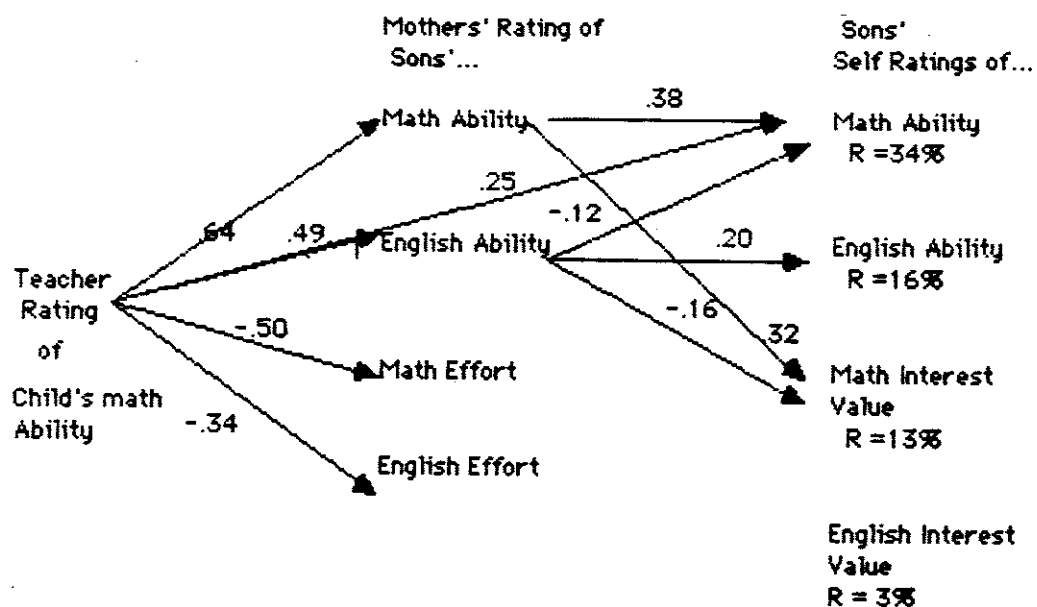 Mothers' Rating of
Sons'...
Sons'
Self Ratings of...
.38
Math Ability
Math Ability
R =34%
.25
-.12
.64
.49
English Ability
.20
English Ability
R =16%
Teacher
Rating
of
Child's math
Ability
-.50
-.16
.32
Math Effort
Math Interest
Value
R =13%
-.34
English Effort
English Interest
Value
R = 3%